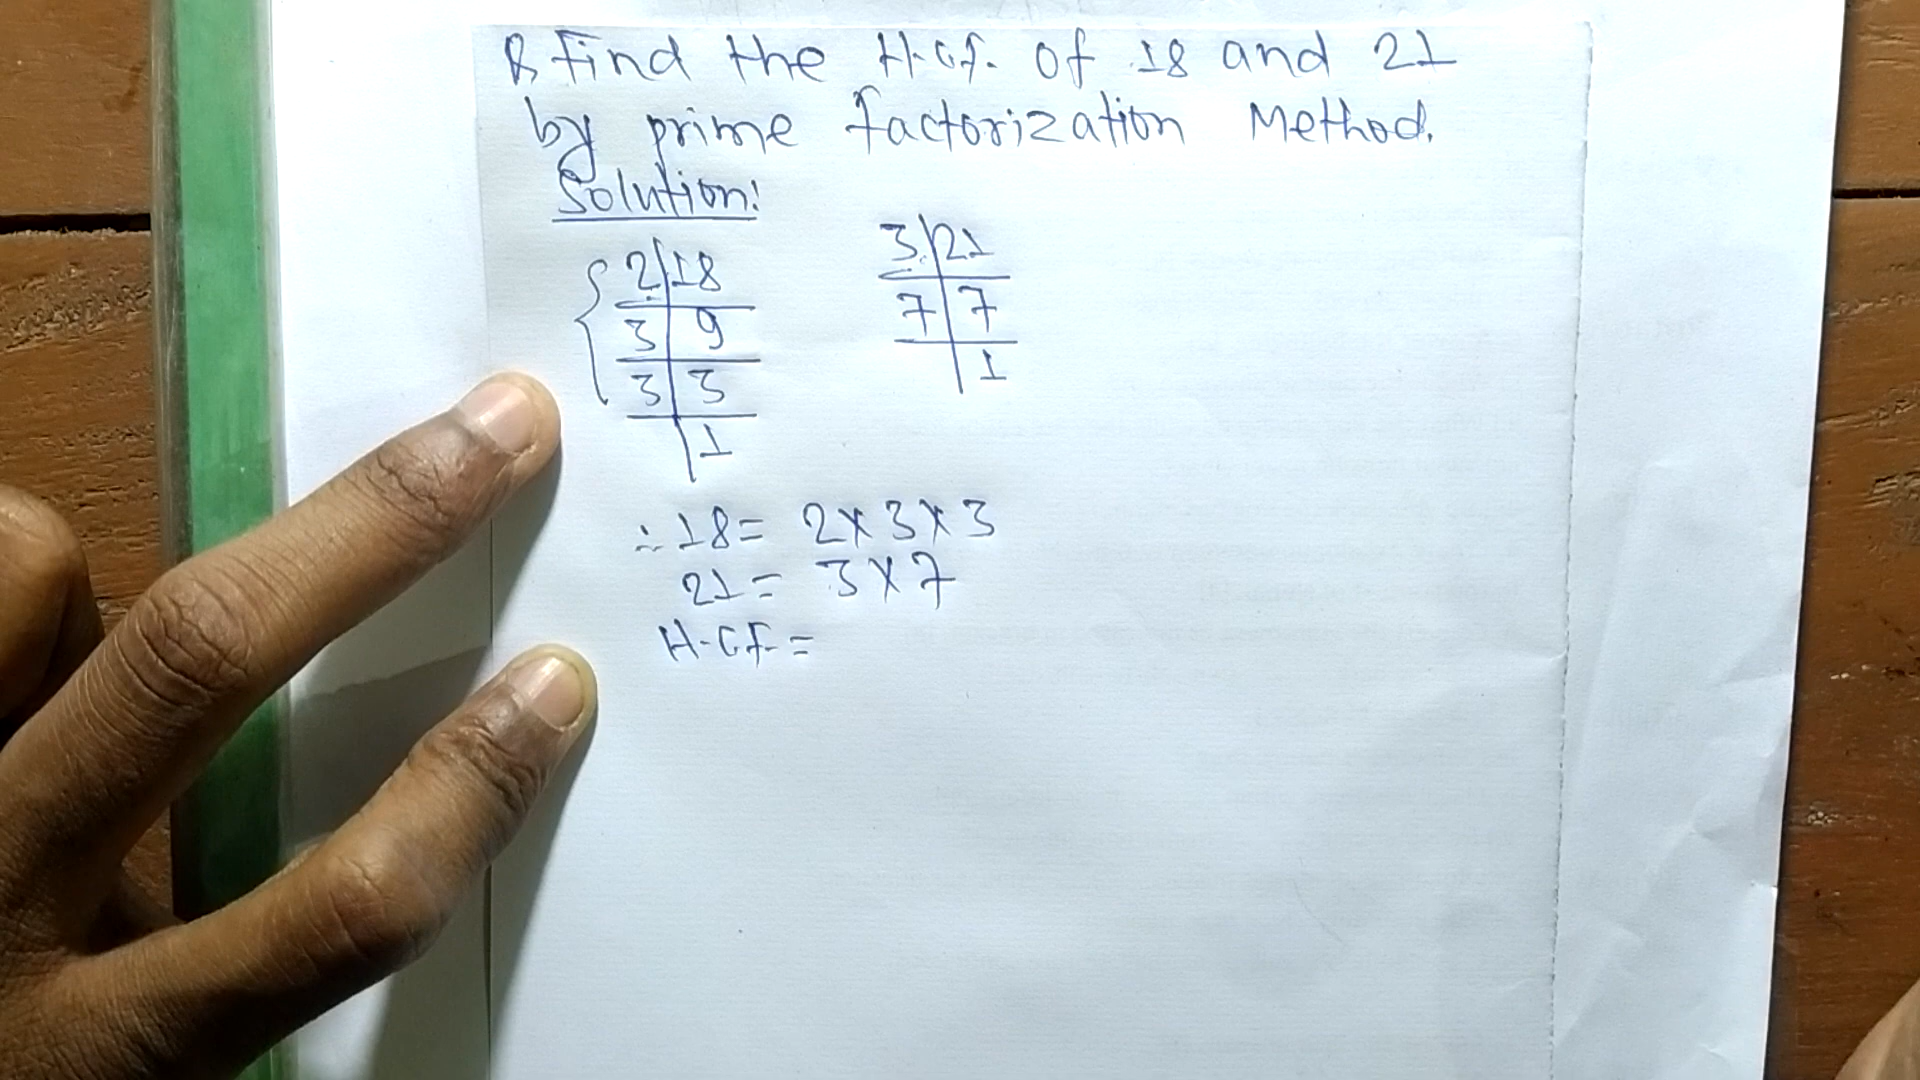 Q Find the H.C.F. of 18 and 21
by prime factorization Method.
Solution:
2 18
3 9
3 3
1
3 21
7 7
1
∴ 18 = 2 × 3 × 3
21 = 3 × 7
H.C.F. =